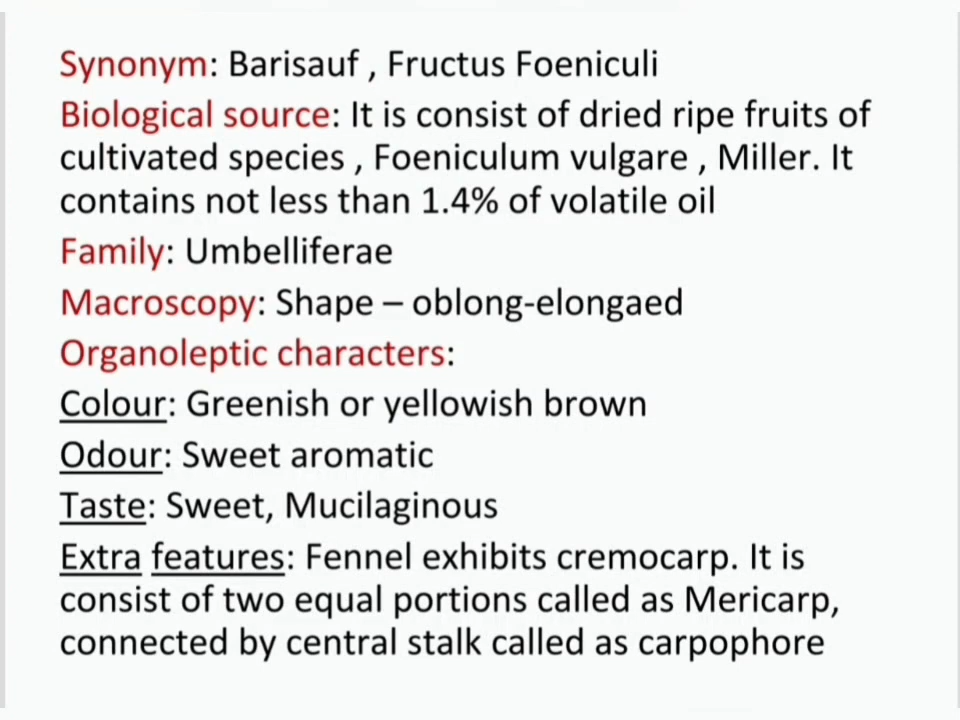 Synonym: Barisauf , Fructus Foeniculi
Biological source: It is consist of dried ripe fruits of
cultivated species , Foeniculum vulgare , Miller. It
contains not less than 1.4% of volatile oil
Family: Umbelliferae
Macroscopy: Shape – oblong-elongaed
Organoleptic characters:
Colour: Greenish or yellowish brown
Odour: Sweet aromatic
Taste: Sweet, Mucilaginous
Extra features: Fennel exhibits cremocarp. It is
consist of two equal portions called as Mericarp,
connected by central stalk called as carpophore